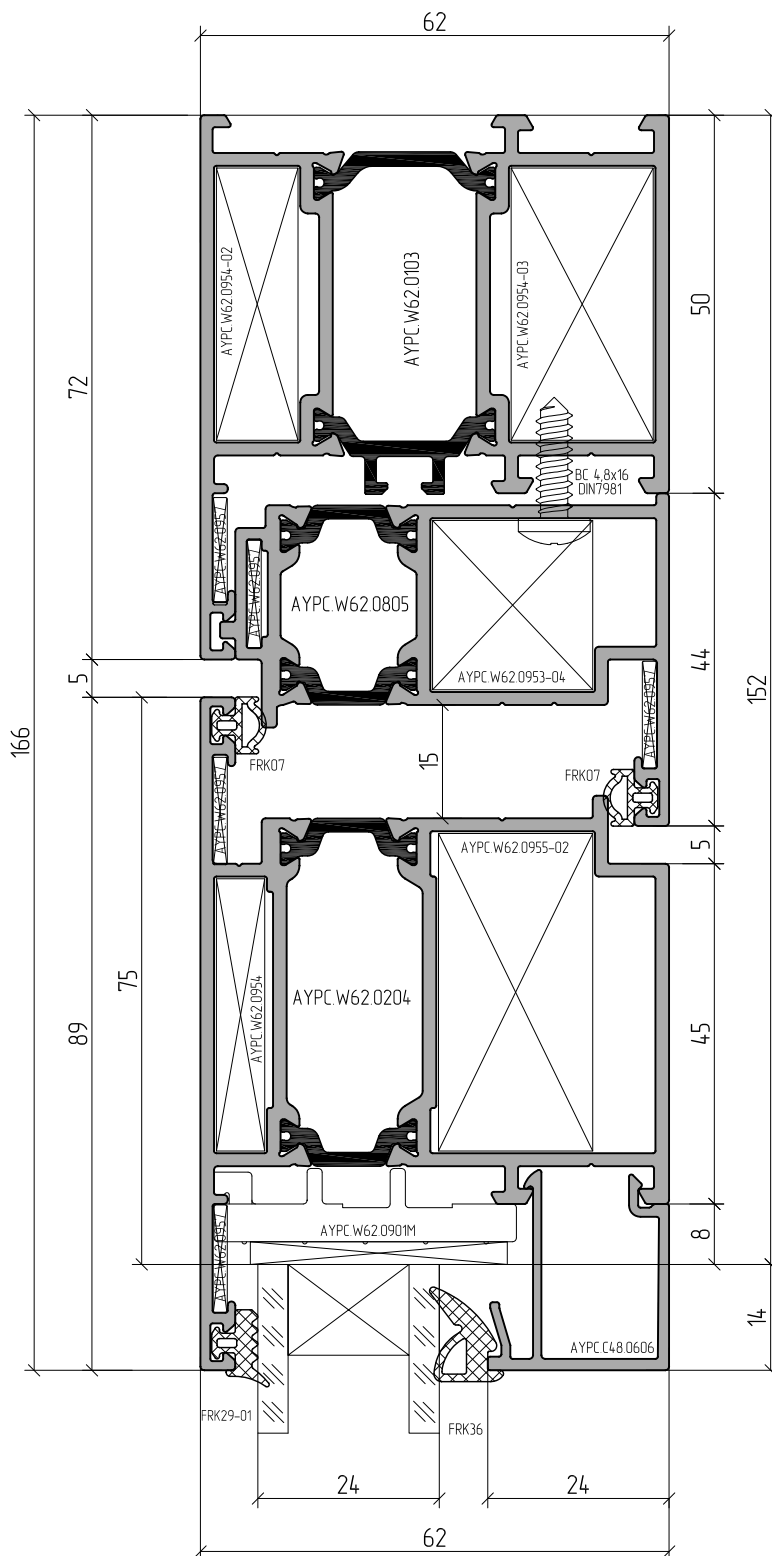 62
AYPC.W62.0954-02
AYPC.W62.0103
AYPC.W62.0954-03
50
72
BC 4,8x16
DIN7981
AYPC.W62.0957
AYPC.W62.0957
AYPC.W62.0805
AYPC.W62.0953-04
44
152
5
166
AYPC.W62.0957
FRK07
15
FRK07
AYPC.W62.0957
AYPC.W62.0955-02
5
75
89
AYPC.W62.0954
AYPC.W62.0204
45
AYPC.W62.0901M
8
AYPC.W62.0957
14
AYPC.C48.0606
FRK29-01
FRK36
24
24
62